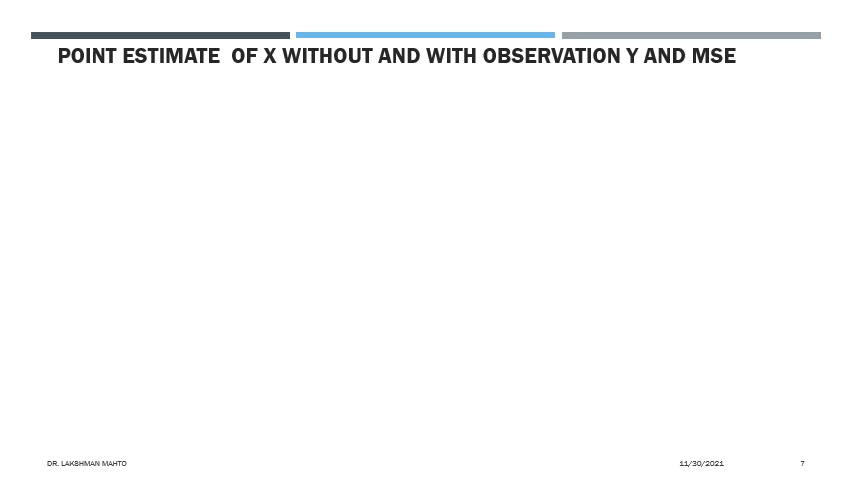 POINT ESTIMATE OF X WITHOUT AND WITH OBSERVATION Y AND MSE
DR. LAKSHMAN MAHTO 11/30/2021 7